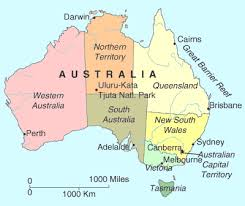 Darwin
Cairns
Great Barrier Reef
Northern
Territory
AUSTRALIA
Uluru-Kata
Tjuta Nat. Park
Queensland
Western
Australia
South
Australia
Brisbane
New South
Wales
Perth
Adelaide
Canberra
Sydney
Australian
Capital
Territory
Melbourne
Victoria
Tasmania
0
1000 Miles
0
1000 KM